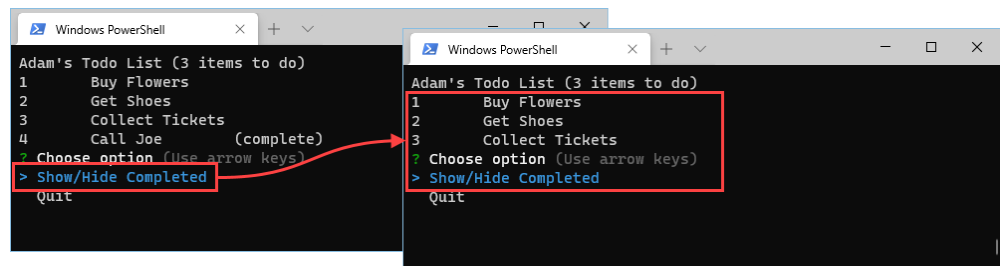 Windows PowerShell
Adam's Todo List (3 items to do)
1 Buy Flowers
2 Get Shoes
3 Collect Tickets
4 Call Joe (complete)
? Choose option (Use arrow keys)
> Show/Hide Completed
Quit
Windows PowerShell
Adam's Todo List (3 items to do)
1 Buy Flowers
2 Get Shoes
3 Collect Tickets
? Choose option (Use arrow keys)
> Show/Hide Completed
Quit